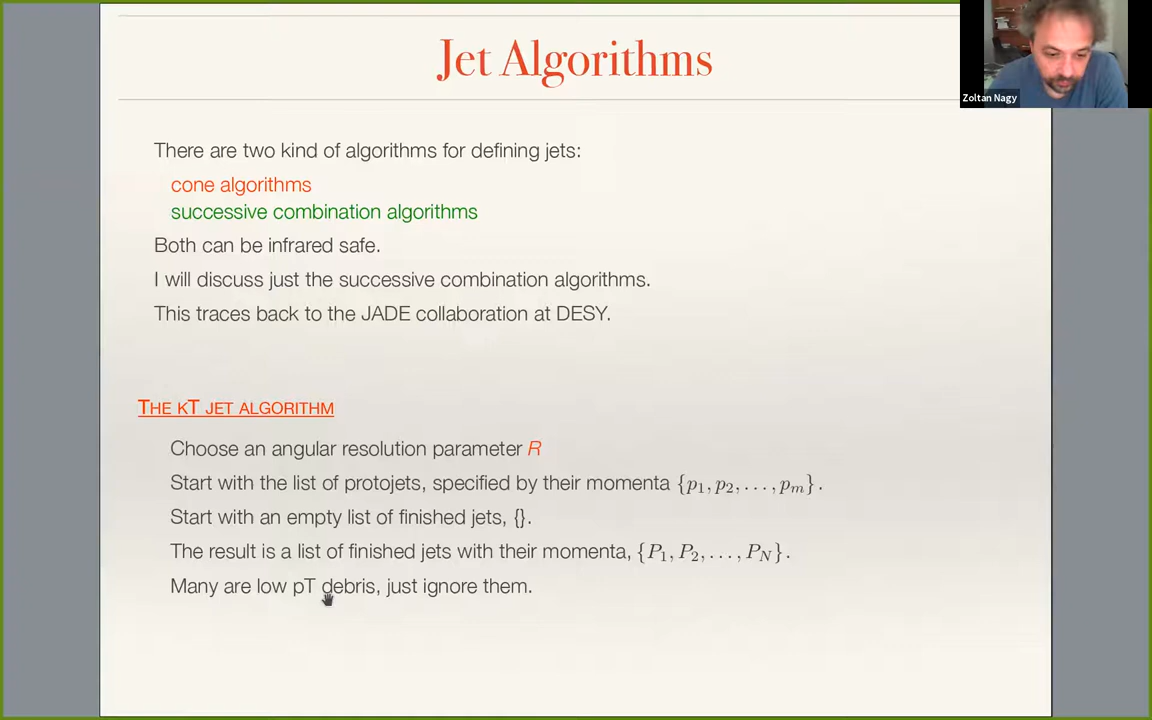 Jet Algorithms
Zoltan Nagy
There are two kind of algorithms for defining jets:
cone algorithms
successive combination algorithms
Both can be infrared safe.
I will discuss just the successive combination algorithms.
This traces back to the JADE collaboration at DESY.
THE KT JET ALGORITHM
Choose an angular resolution parameter R
Start with the list of protojets, specified by their momenta {p₁, p₂, . . . , pₘ} .
Start with an empty list of finished jets, {}.
The result is a list of finished jets with their momenta, {P₁, P₂, . . . , P_N} .
Many are low pT debris, just ignore them.